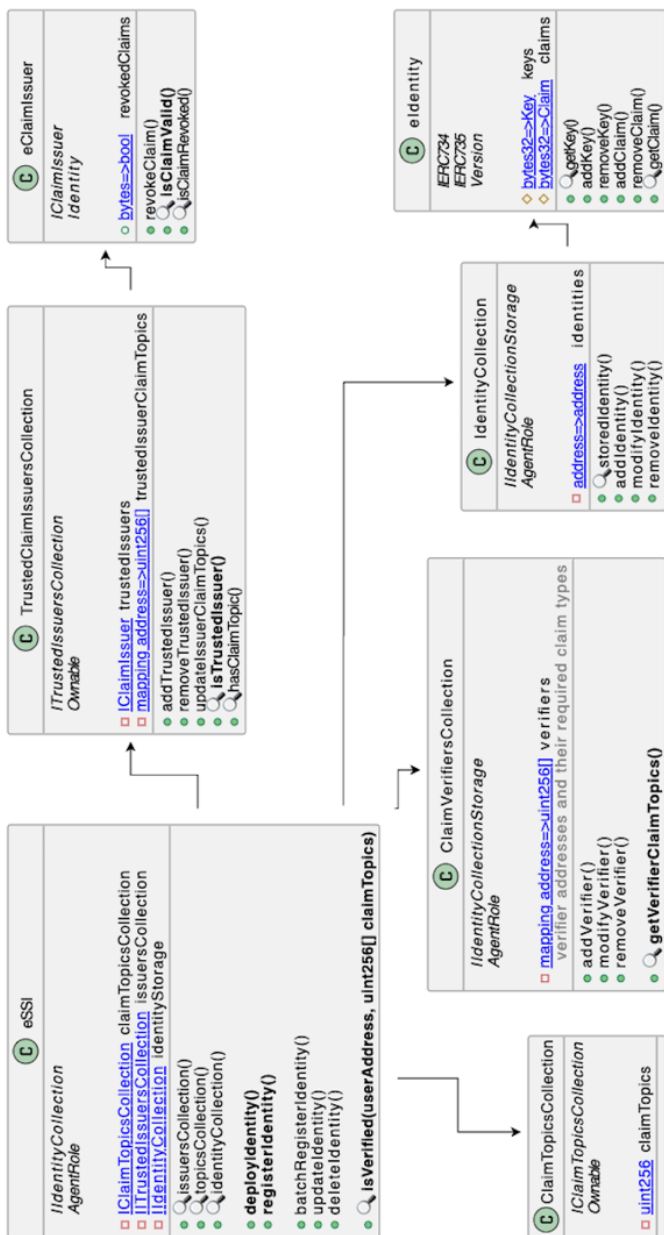 C eSSI
IIdentityCollection
AgentRole
IClaimTopicsCollection claimTopicsCollection
ITrustedIssuersCollection issuersCollection
IIdentityCollection identityStorage
issuersCollection()
topicsCollection()
identityCollection()
deployIdentity()
registerIdentity()
batchRegisterIdentity()
updateIdentity()
deleteIdentity()
isVerified(userAddress, uint256[] claimTopics)
C TrustedClaimIssuersCollection
ITrustedIssuersCollection
Ownable
IClaimIssuer trustedIssuers
mapping address=>uint256[] trustedIssuerClaimTopics
addTrustedIssuer()
removeTrustedIssuer()
updateIssuerClaimTopics()
isTrustedIssuer()
hasClaimTopic()
C eClaimIssuer
IClaimIssuer
Identity
bytes=>bool revokedClaims
revokeClaim()
isClaimValid()
isClaimRevoked()
C ClaimTopicsCollection
IClaimTopicsCollection
Ownable
uint256 claimTopics
C ClaimVerifiersCollection
IIdentityCollectionStorage
AgentRole
mapping address=>uint256[] verifiers
verifier addresses and their required claim types
addVerifier()
modifyVerifier()
removeVerifier()
getVerifierClaimTopics()
C IdentityCollection
IIdentityCollectionStorage
AgentRole
address=>address identities
storedIdentity()
addIdentity()
modifyIdentity()
removeIdentity()
C eIdentity
IERC734
IERC735
Version
bytes32=>Key keys
bytes32=>Claim claims
getKey()
addKey()
removeKey()
addClaim()
removeClaim()
getClaim()